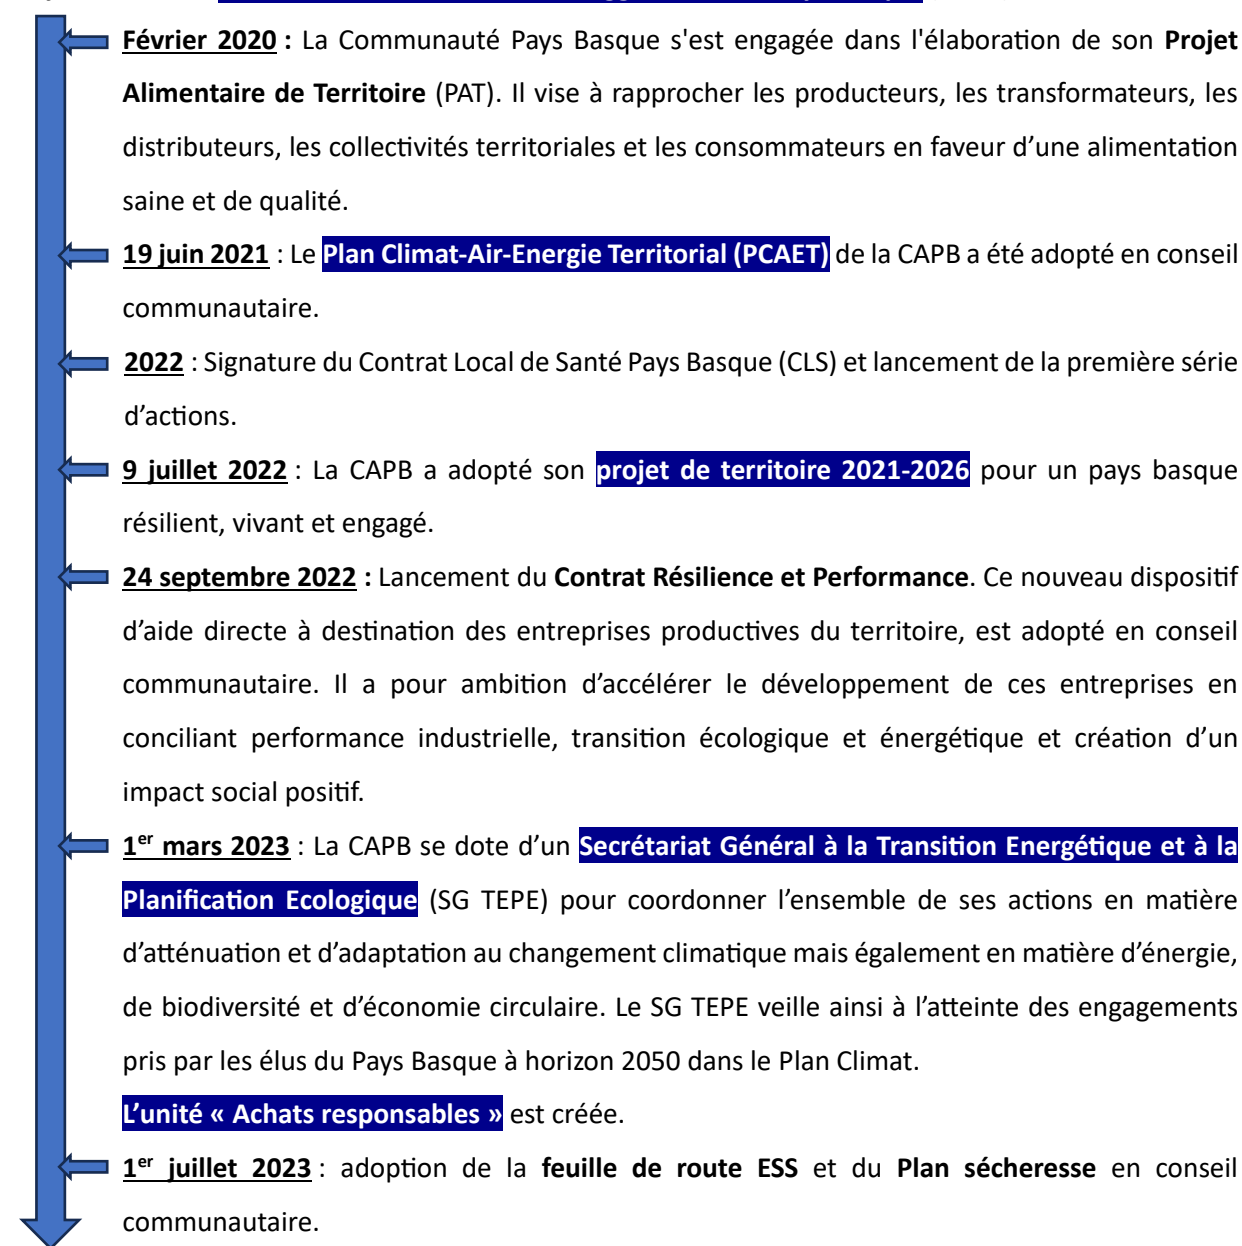 Février 2020 : La Communauté Pays Basque s'est engagée dans l'élaboration de son Projet
Alimentaire de Territoire (PAT). Il vise à rapprocher les producteurs, les transformateurs, les
distributeurs, les collectivités territoriales et les consommateurs en faveur d’une alimentation
saine et de qualité.
19 juin 2021 : Le Plan Climat-Air-Energie Territorial (PCAET) de la CAPB a été adopté en conseil
communautaire.
2022 : Signature du Contrat Local de Santé Pays Basque (CLS) et lancement de la première série
d’actions.
9 juillet 2022 : La CAPB a adopté son projet de territoire 2021-2026 pour un pays basque
résilient, vivant et engagé.
24 septembre 2022 : Lancement du Contrat Résilience et Performance. Ce nouveau dispositif
d’aide directe à destination des entreprises productives du territoire, est adopté en conseil
communautaire. Il a pour ambition d’accélérer le développement de ces entreprises en
conciliant performance industrielle, transition écologique et énergétique et création d’un
impact social positif.
1er mars 2023 : La CAPB se dote d’un Secrétariat Général à la Transition Energétique et à la
Planification Ecologique (SG TEPE) pour coordonner l’ensemble de ses actions en matière
d’atténuation et d’adaptation au changement climatique mais également en matière d’énergie,
de biodiversité et d’économie circulaire. Le SG TEPE veille ainsi à l’atteinte des engagements
pris par les élus du Pays Basque à horizon 2050 dans le Plan Climat.
L’unité « Achats responsables » est créée.
1er juillet 2023 : adoption de la feuille de route ESS et du Plan sécheresse en conseil
communautaire.